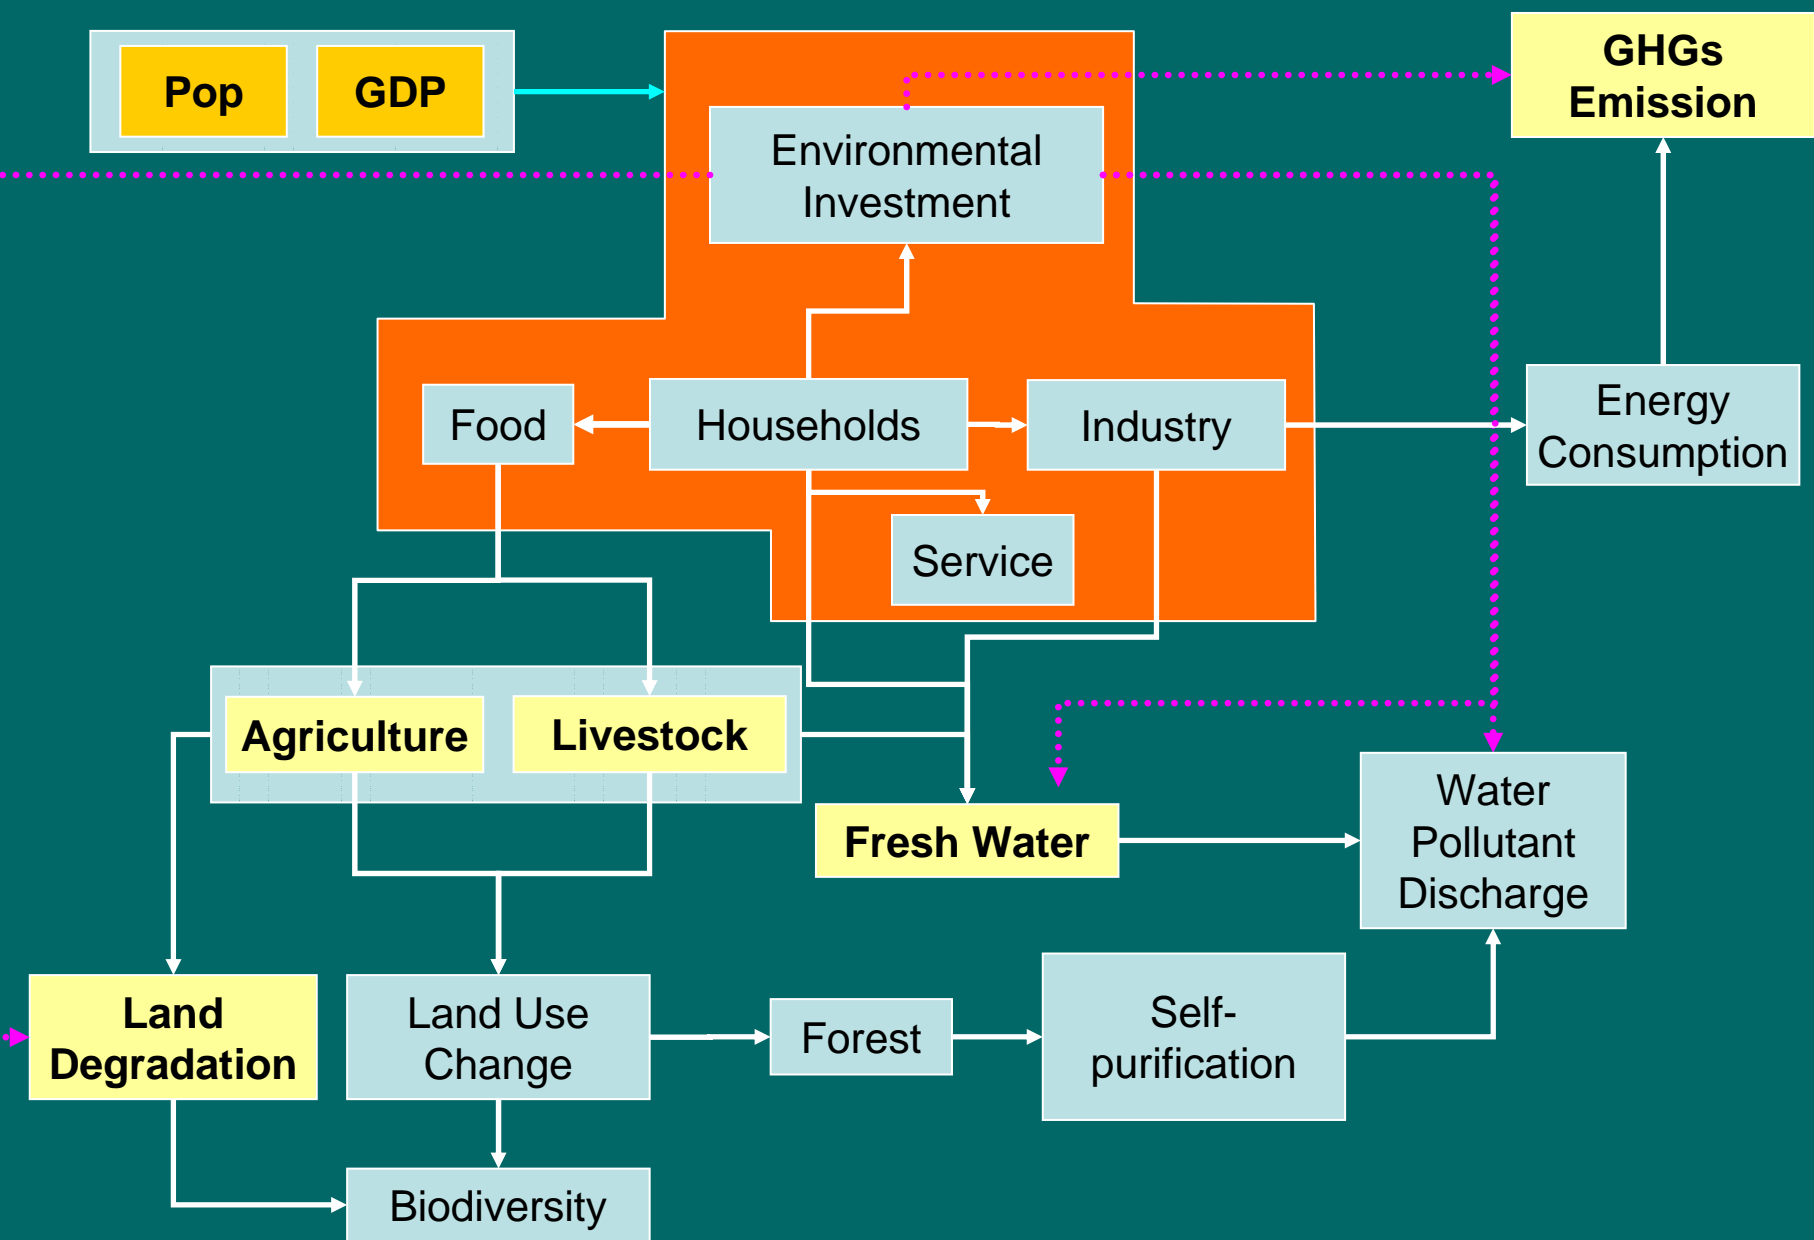 Pop
GDP
GHGs
Emission
Environmental
Investment
Food
Households
Industry
Energy
Consumption
Service
Agriculture
Livestock
Fresh Water
Water
Pollutant
Discharge
Land
Degradation
Land Use
Change
Forest
Self-
purification
Biodiversity